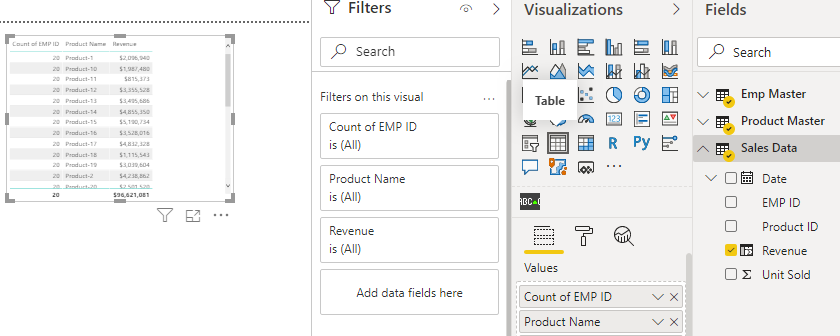 Filters
Visualizations
Fields
Count of EMP ID Product Name Revenue
20 Product-1 $2,096,940
20 Product-10 $1,987,480
20 Product-11 $815,373
20 Product-12 $3,355,528
20 Product-13 $3,495,686
20 Product-14 $4,855,350
20 Product-15 $5,190,734
20 Product-16 $3,528,016
20 Product-17 $4,832,328
20 Product-18 $1,115,543
20 Product-19 $3,039,604
20 Product-2 $4,238,862
20 Product-20 $2,501,520
20 $96,621,081
Search
Filters on this visual
Count of EMP ID
is (All)
Product Name
is (All)
Revenue
is (All)
Add data fields here
Table
123
R Py
ABC
Values
Count of EMP ID
Product Name
Search
Emp Master
Product Master
Sales Data
Date
EMP ID
Product ID
Revenue
Σ Unit Sold